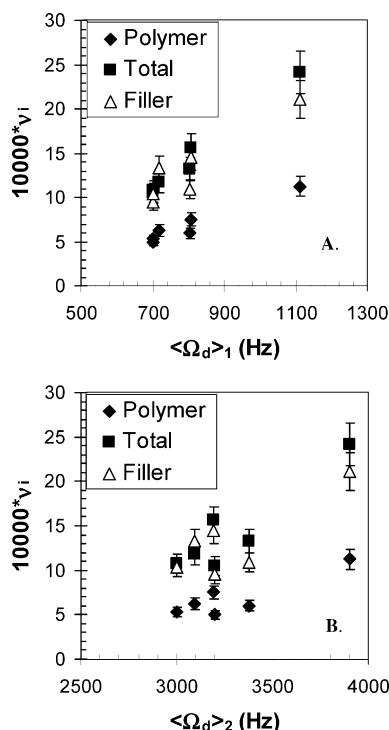 30
25
20
15
10
5
0
10000*νi
◆ Polymer
■ Total
△ Filler
A.
500 700 900 1100 1300
<Ωd>1 (Hz)
30
25
20
15
10
5
0
10000*νi
◆ Polymer
■ Total
△ Filler
B.
2500 3000 3500 4000
<Ωd>2 (Hz)